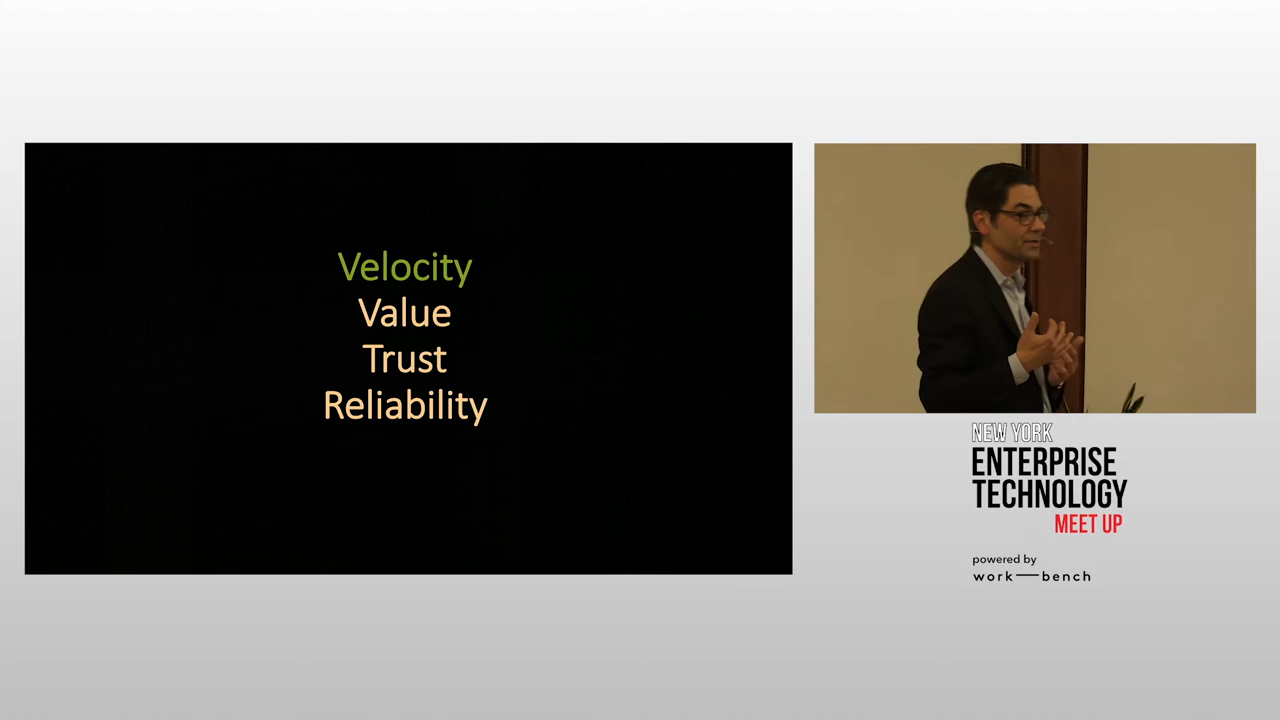 Velocity
Value
Trust
Reliability
NEW YORK
ENTERPRISE
TECHNOLOGY
MEET UP
powered by
work—bench